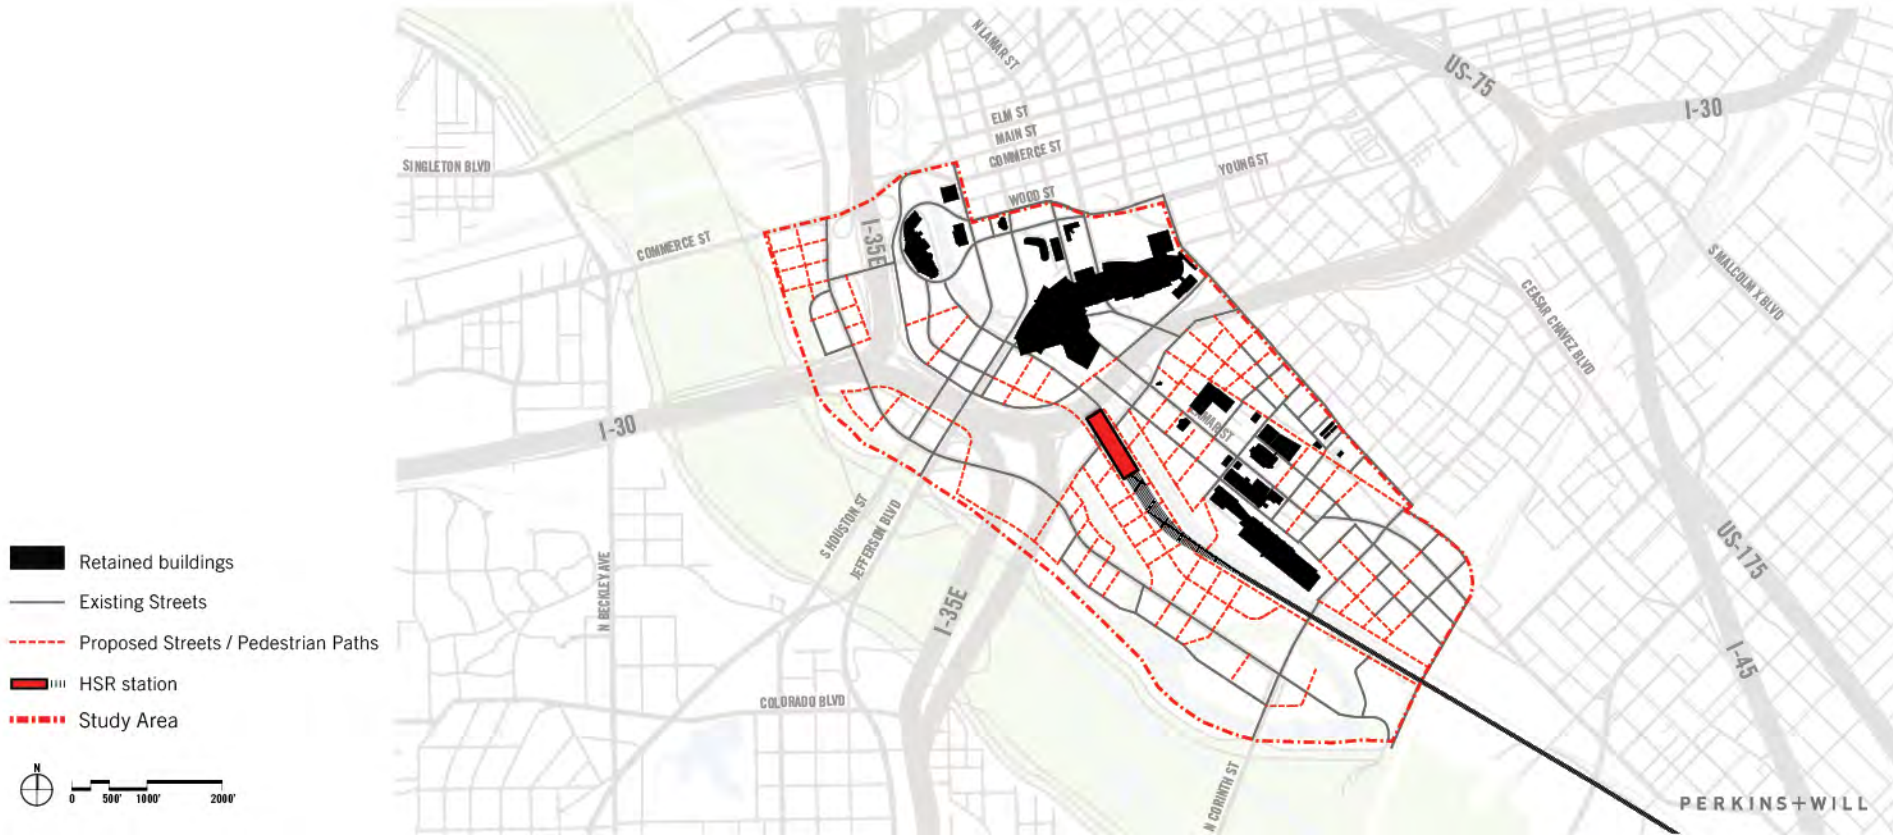 N LAMAR ST
US-75
I-30
ELM ST
MAIN ST
COMMERCE ST
SINGLETON BLVD
YOUNG ST
WOOD ST
COMMERCE ST
I-35E
S MALCOLM X BLVD
CEASAR CHAVEZ BLVD
I-30
S HOUSTON ST
JEFFERSON BLVD
US-175
N BECKLEY AVE
I-35E
I-45
COLORADO BLVD
N CORINTH ST
Retained buildings
Existing Streets
Proposed Streets / Pedestrian Paths
HSR station
Study Area
N
0 500' 1000' 2000'
PERKINS+WILL